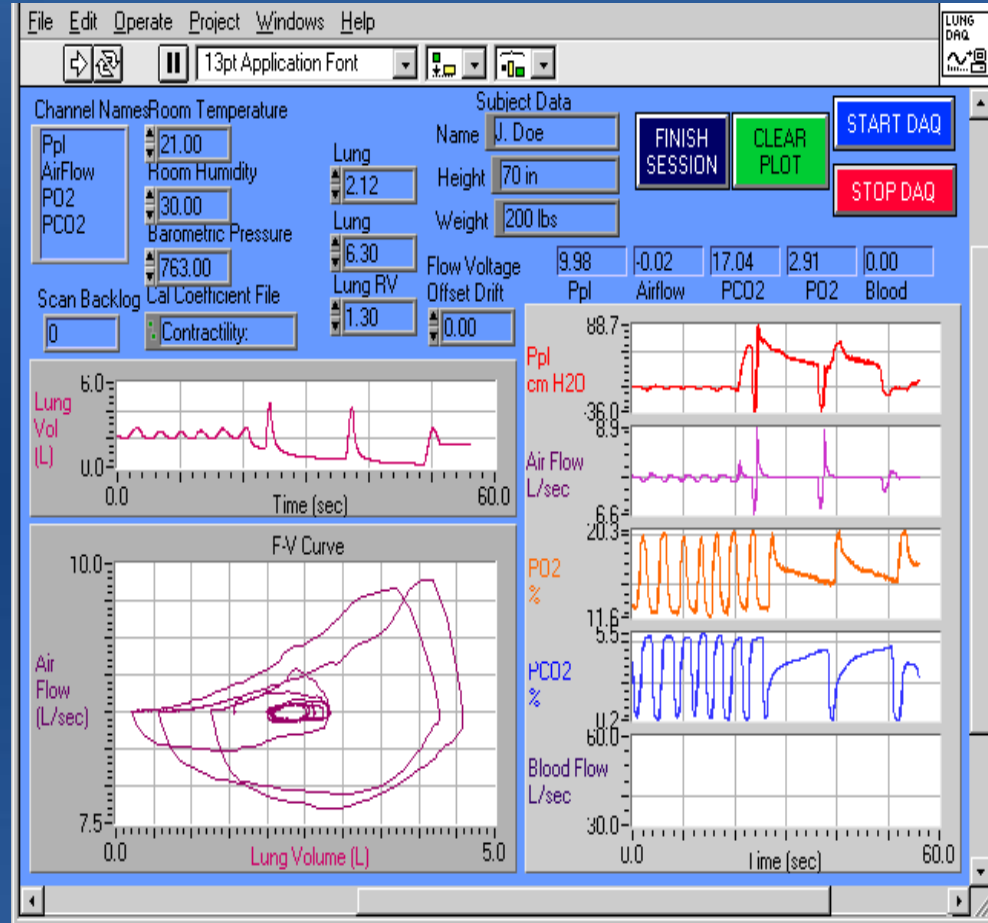 File Edit Operate Project Windows Help
LUNG
DAQ
13pt Application Font
Channel Names
Ppl
AirFlow
PO2
PCO2
Room Temperature
21.00
Room Humidity
30.00
Barometric Pressure
763.00
Scan Backlog
0
Cal Coefficient File
Contractility:
Lung
2.12
Lung
6.30
Lung RV
1.30
Subject Data
Name J. Doe
Height 70 in
Weight 200 lbs
Flow Voltage
Offset Drift
0.00
FINISH
SESSION
CLEAR
PLOT
START DAQ
STOP DAQ
9.98 -0.02 17.04 2.91 0.00
Ppl Airflow PCO2 PO2 Blood
6.0
Lung
Vol
(L)
0.0
0.0 60.0
Time (sec)
F-V Curve
10.0
Air
Flow
(L/sec)
7.5
0.0 5.0
Lung Volume (L)
88.7
Ppl
cm H2O
-36.0
8.9
Air Flow
L/sec
6.6
20.3
PO2
%
11.6
5.5
PCO2
%
0.2
60.0
Blood Flow
L/sec
30.0
0.0 60.0
Time (sec)